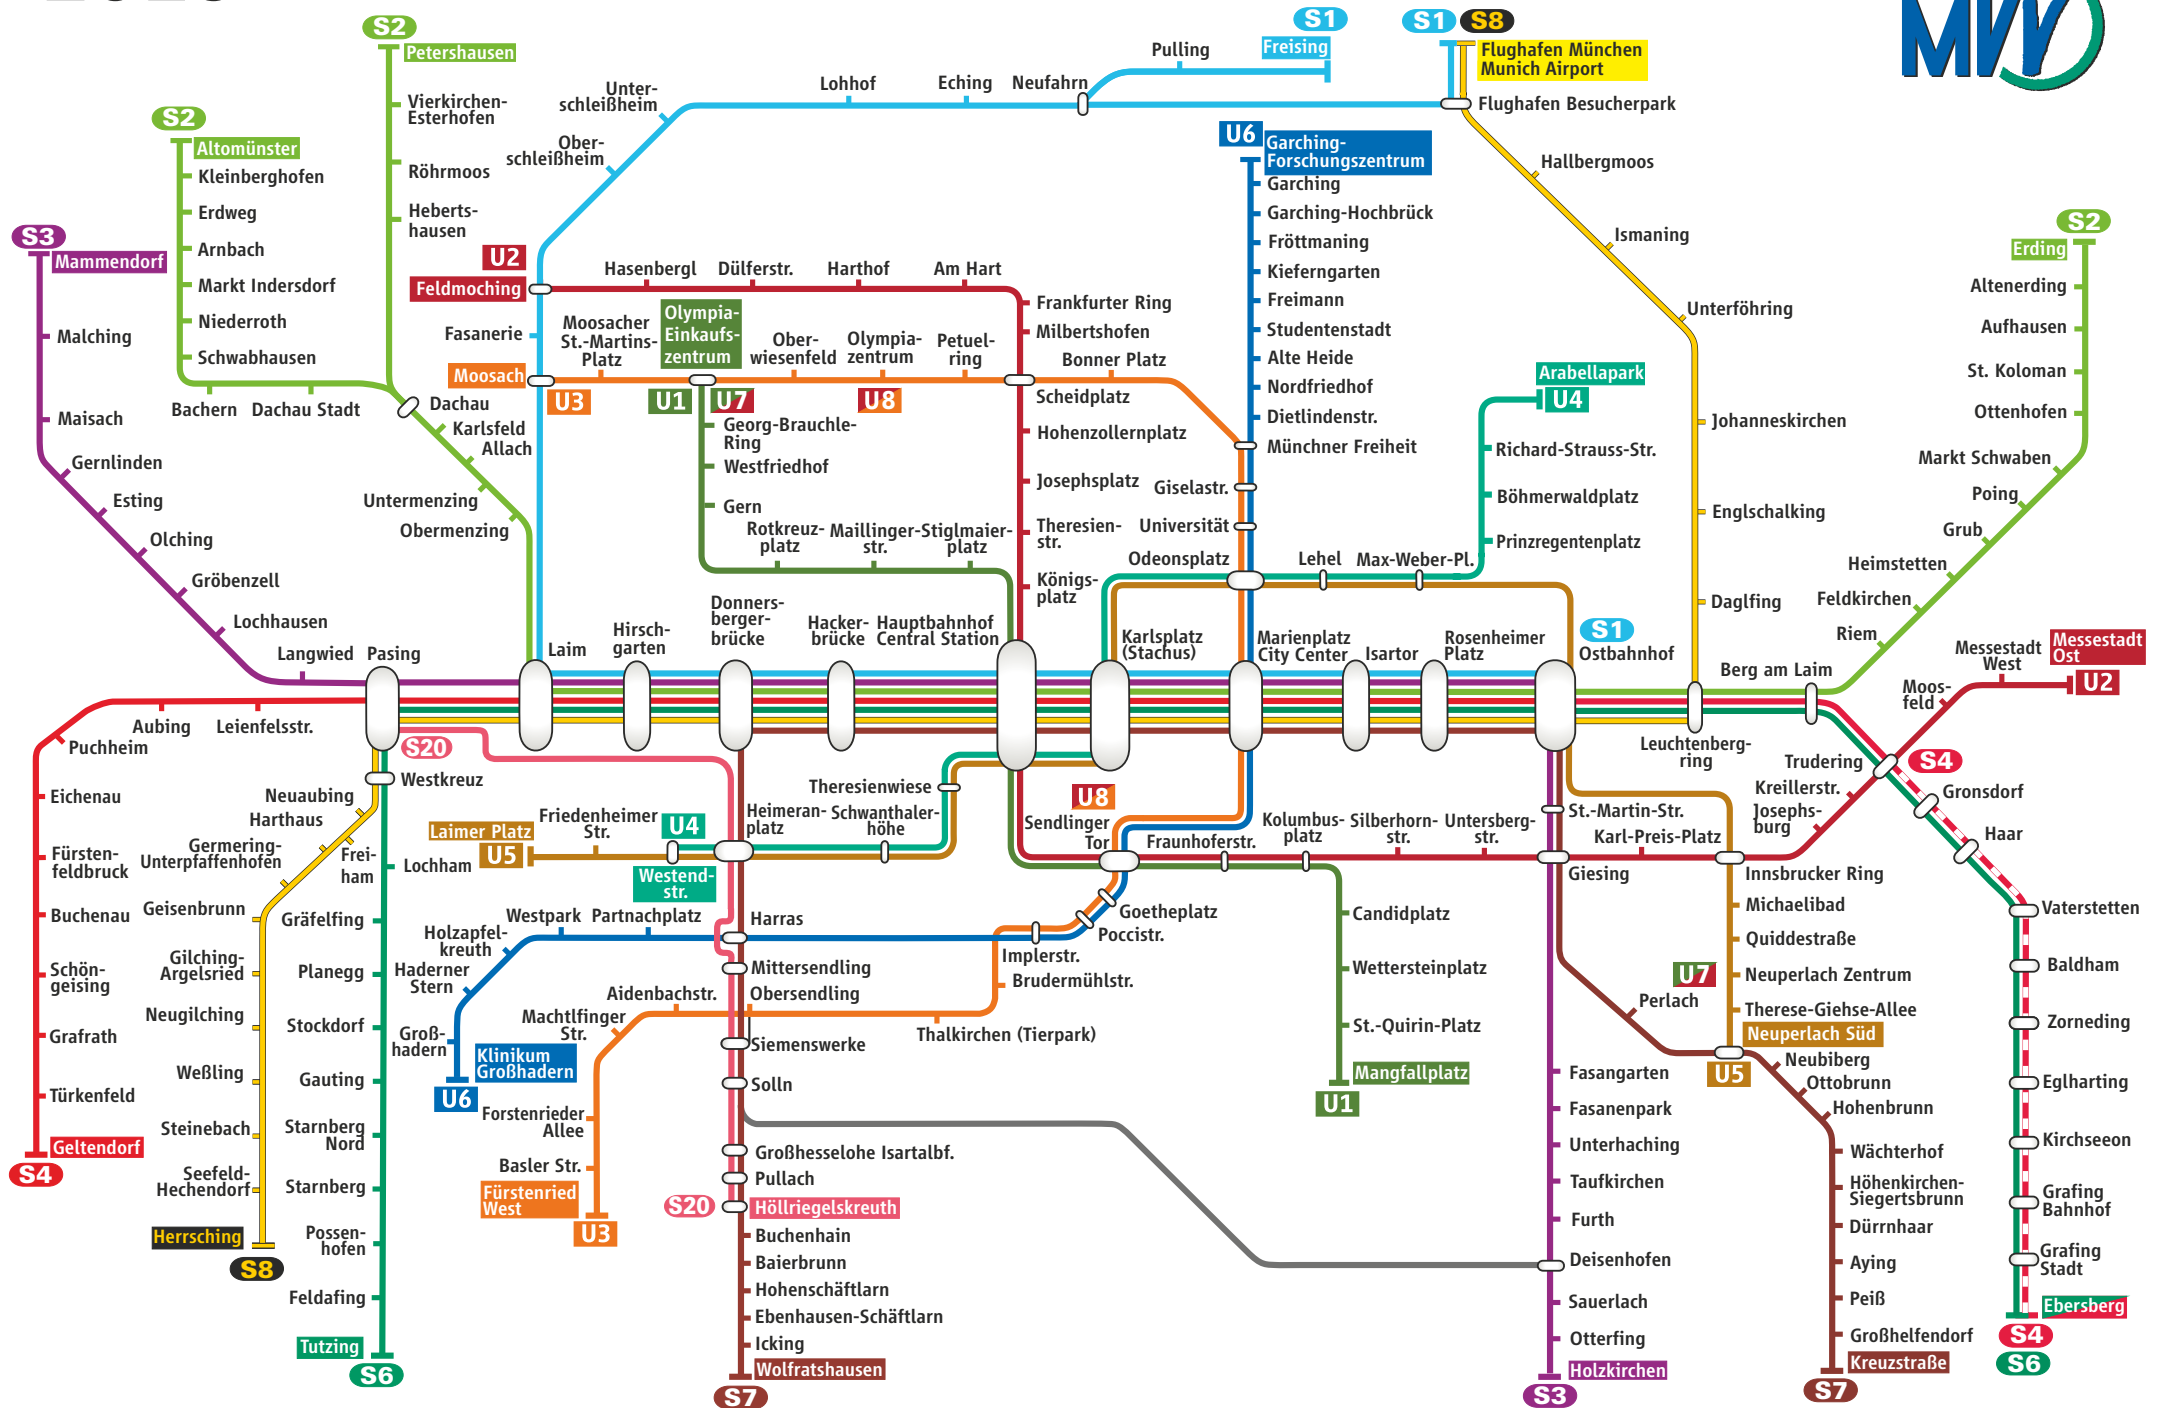 S2
Petershausen
Vierkirchen-
Esterhofen
Röhrmoos
Heberts-
hausen
S2
Altomünster
Kleinberghofen
Erdweg
Arnbach
Markt Indersdorf
Niederroth
Schwabhausen
Bachern
Dachau Stadt
Dachau
Karlsfeld
Allach
Untermenzing
Obermenzing
S3
Mammendorf
Malching
Maisach
Gernlinden
Esting
Olching
Gröbenzell
Lochhausen
Langwied
Pasing
S1
Freising
Pulling
Neufahrn
Eching
Lohhof
Unter-
schleißheim
Ober-
schleißheim
S1
S8
Flughafen München
Munich Airport
Flughafen Besucherpark
Hallbergmoos
Ismaning
Unterföhring
Johanneskirchen
Englschalking
Daglfing
MVV
U2
Feldmoching
Hasenbergl
Dülferstr.
Harthof
Am Hart
Frankfurter Ring
Milbertshofen
Fasanerie
Moosach
U3
Moosacher
St.-Martins-
Platz
Olympia-
Einkaufs-
zentrum
U1
U7
Ober-
wiesenfeld
Olympia-
zentrum
U8
Petuel-
ring
Bonner Platz
Scheidplatz
Hohenzollernplatz
Josephsplatz
Theresien-
str.
Königs-
platz
Georg-Brauchle-
Ring
Westfriedhof
Gern
Rotkreuz-
platz
Maillinger-
str.
Stiglmaier-
platz
U6
Garching-
Forschungszentrum
Garching
Garching-Hochbrück
Fröttmaning
Kieferngarten
Freimann
Studentenstadt
Alte Heide
Nordfriedhof
Dietlindenstr.
Münchner Freiheit
Giselastr.
Universität
Odeonsplatz
Lehel
Max-Weber-Pl.
Arabellapark
U4
Richard-Strauss-Str.
Böhmerwaldplatz
Prinzregentenplatz
S2
Erding
Altenerding
Aufhausen
St. Koloman
Ottenhofen
Markt Schwaben
Poing
Grub
Heimstetten
Feldkirchen
Riem
Berg am Laim
Laim
Hirsch-
garten
Donners-
berger-
brücke
Hacker-
brücke
Hauptbahnhof
Central Station
Karlsplatz
(Stachus)
Marienplatz
City Center
Isartor
Rosenheimer
Platz
S1
Ostbahnhof
Leuchtenberg-
ring
Messestadt
West
Messestadt
Ost
U2
Moos-
feld
Trudering
Kreillerstr.
Josephs-
burg
S4
Gronsdorf
Haar
Vaterstetten
Baldham
Zorneding
Eglharting
Kirchseeon
Grafing
Bahnhof
Grafing
Stadt
Ebersberg
S4
S6
Aubing
Leienfelsstr.
Puchheim
Eichenau
Fürsten-
feldbruck
Buchenau
Schön-
geising
Grafrath
Türkenfeld
Geltendorf
S4
S20
Westkreuz
Neuaubing
Harthaus
Germering-
Unterpfaffenhofen
Frei-
ham
Geisenbrunn
Gilching-
Argelsried
Neugilching
Weßling
Steinebach
Seefeld-
Hechendorf
Herrsching
S8
Lochham
Gräfelfing
Planegg
Stockdorf
Gauting
Starnberg
Nord
Starnberg
Possen-
hofen
Feldafing
Tutzing
S6
Laimer Platz
U5
Friedenheimer
Str.
U4
Westend-
str.
Heimeran-
platz
Schwanthaler-
höhe
Theresienwiese
Holzapfel-
kreuth
Westpark
Partnachplatz
Harras
Haderner
Stern
Groß-
hadern
Klinikum
Großhadern
U6
Mittersendling
Obersendling
Aidenbachstr.
Machtlfinger
Str.
Siemenswerke
Solln
Forstenrieder
Allee
Basler Str.
Fürstenried
West
U3
Großhesselohe Isartalbf.
Pullach
S20
Höllriegelskreuth
Buchenhain
Baierbrunn
Hohenschäftlarn
Ebenhausen-Schäftlarn
Icking
Wolfratshausen
S7
U8
Sendlinger
Tor
Fraunhoferstr.
Kolumbus-
platz
Silberhorn-
str.
Untersberg-
str.
Goetheplatz
Poccistr.
Implerstr.
Brudermühlstr.
Thalkirchen (Tierpark)
Candidplatz
Wettersteinplatz
St.-Quirin-Platz
Mangfallplatz
U1
St.-Martin-Str.
Karl-Preis-Platz
Giesing
Innsbrucker Ring
Michaelibad
Quiddestraße
U7
Neuperlach Zentrum
Therese-Giehse-Allee
Neuperlach Süd
U5
Perlach
Neubiberg
Ottobrunn
Hohenbrunn
Wächterhof
Höhenkirchen-
Siegertsbrunn
Dürrnhaar
Aying
Peiß
Großhelfendorf
Kreuzstraße
S7
Fasangarten
Fasanenpark
Unterhaching
Taufkirchen
Furth
Deisenhofen
Sauerlach
Otterfing
Holzkirchen
S3